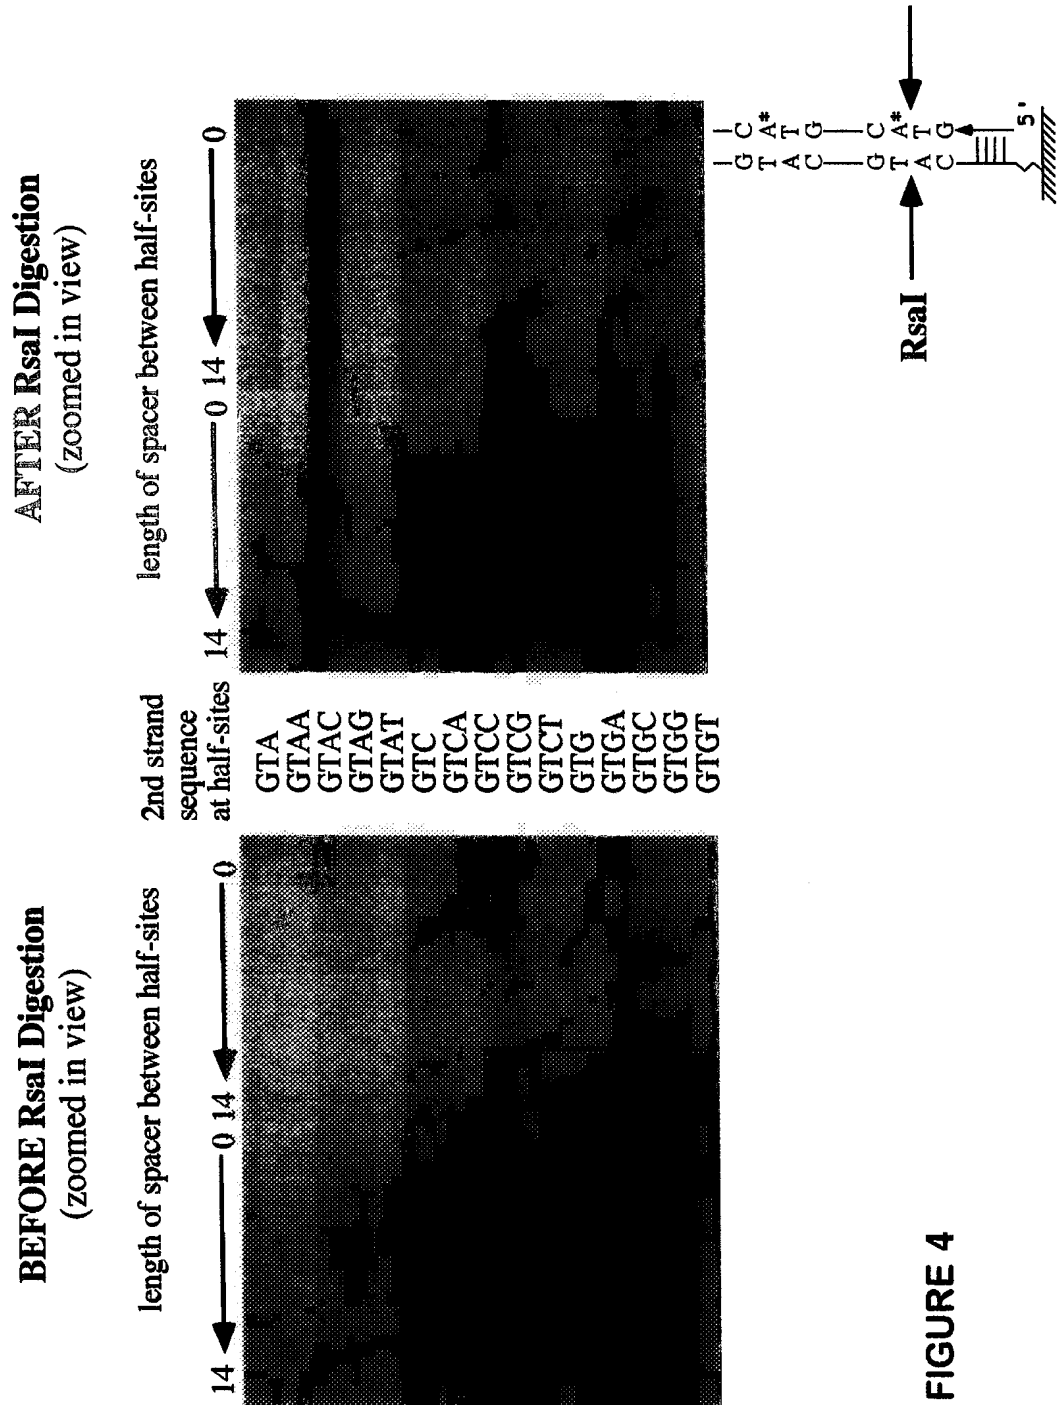 BEFORE RsaI Digestion
(zoomed in view)
length of spacer between half-sites
14
0 14
0
2nd strand
sequence
at half-sites
GTA
GTAA
GTAC
GTAG
GTAT
GTC
GTCA
GTCC
GTCG
GTCT
GTG
GTGA
GTGC
GTGG
GTGT
AFTER RsaI Digestion
(zoomed in view)
length of spacer between half-sites
14
0 14
0
RsaI
G C
T A*
A T
C G
G C
T A*
A T
C G
5'
FIGURE 4